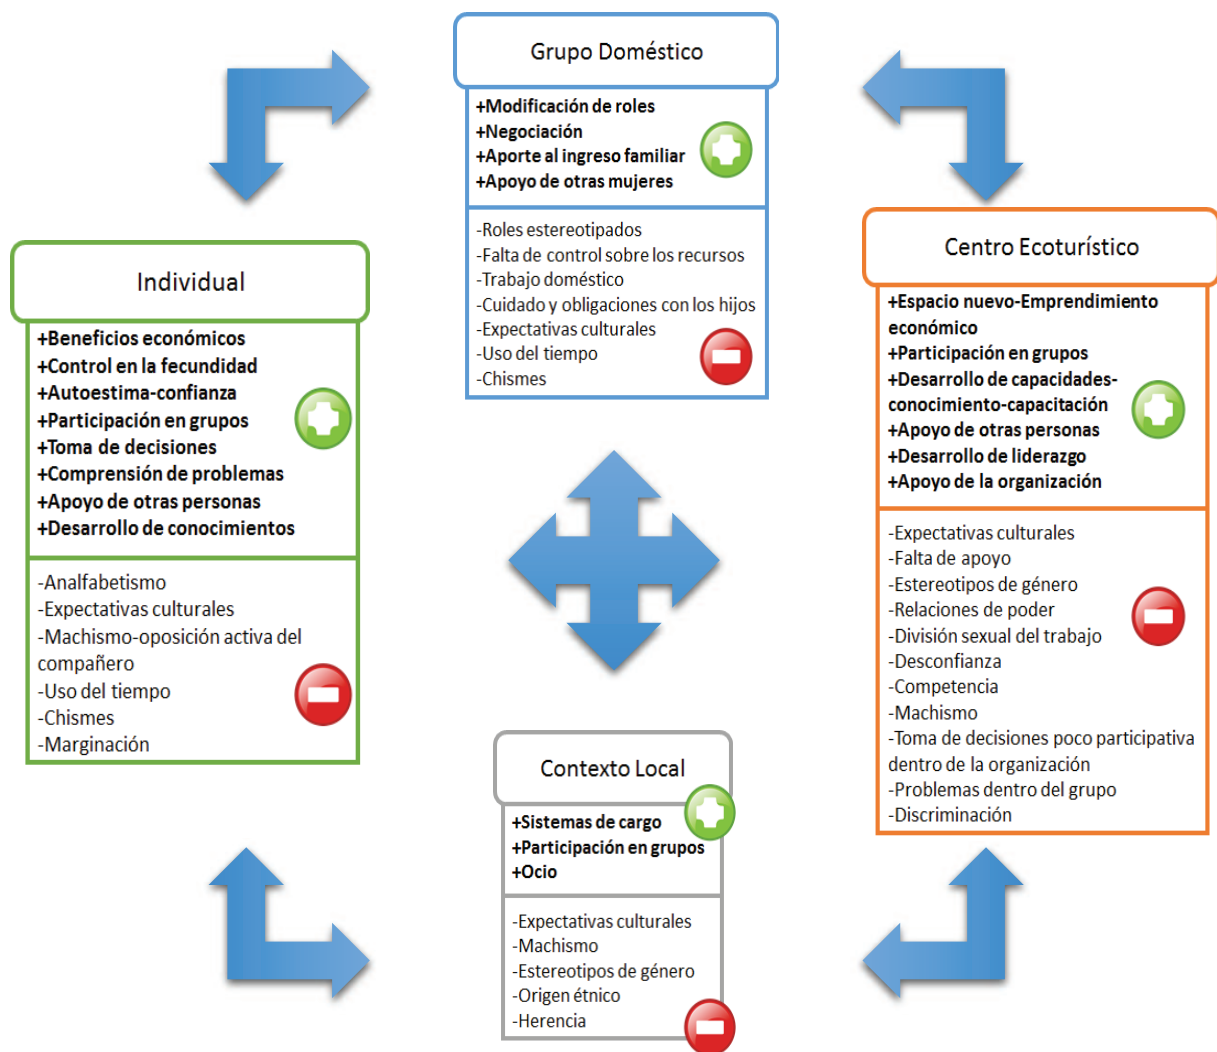 Grupo Doméstico
+Modificación de roles
+Negociación
+Aporte al ingreso familiar
+Apoyo de otras mujeres
-Roles estereotipados
-Falta de control sobre los recursos
-Trabajo doméstico
-Cuidado y obligaciones con los hijos
-Expectativas culturales
-Uso del tiempo
-Chismes
Individual
+Beneficios económicos
+Control en la fecundidad
+Autoestima-confianza
+Participación en grupos
+Toma de decisiones
+Comprensión de problemas
+Apoyo de otras personas
+Desarrollo de conocimientos
-Analfabetismo
-Expectativas culturales
-Machismo-oposición activa del
compañero
-Uso del tiempo
-Chismes
-Marginación
Centro Ecoturístico
+Espacio nuevo-Emprendimiento
económico
+Participación en grupos
+Desarrollo de capacidades-
conocimiento-capacitación
+Apoyo de otras personas
+Desarrollo de liderazgo
+Apoyo de la organización
-Expectativas culturales
-Falta de apoyo
-Estereotipos de género
-Relaciones de poder
-División sexual del trabajo
-Desconfianza
-Competencia
-Machismo
-Toma de decisiones poco participativa
dentro de la organización
-Problemas dentro del grupo
-Discriminación
Contexto Local
+Sistemas de cargo
+Participación en grupos
+Ocio
-Expectativas culturales
-Machismo
-Estereotipos de género
-Origen étnico
-Herencia